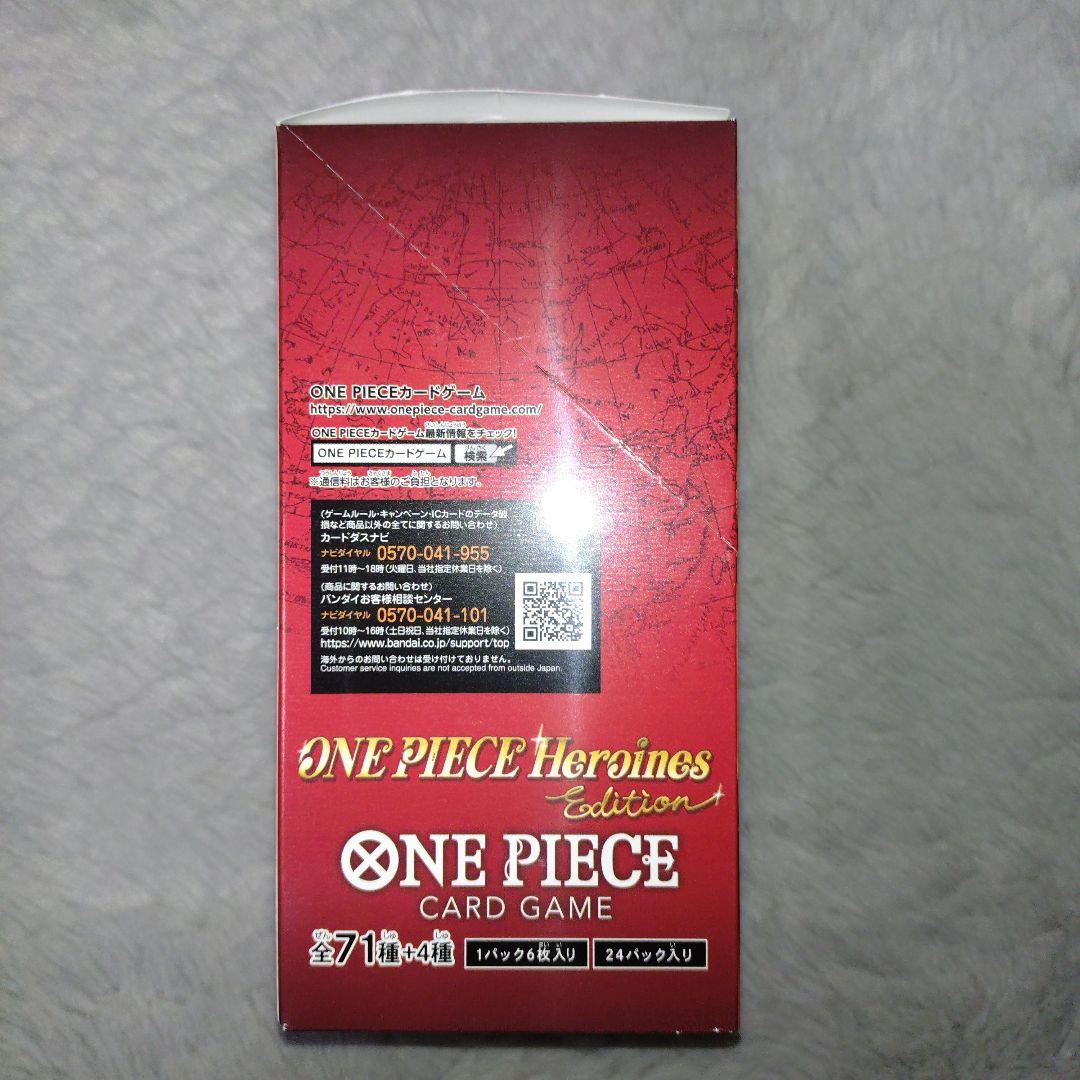 ONE PIECEカードゲーム
https://www.onepiece-cardgame.com/
ONE PIECEカードゲーム最新情報をチェック!
ONE PIECEカードゲーム 検索
※通信料はお客様のご負担となります。
(ゲームルール・キャンペーン・ICカードのデータ破
損など商品以外の全てに関するお問い合わせ)
カードダスナビ
ナビダイヤル 0570-041-955
受付11時〜18時(火曜日、当社指定休業日を除く)
(商品に関するお問い合わせ)
バンダイお客様相談センター
ナビダイヤル 0570-041-101
受付10時〜16時(土日祝日、当社指定休業日を除く)
https://www.bandai.co.jp/support/top
海外からのお問い合わせは受け付けておりません。
Customer service inquiries are not accepted from outside Japan.
ONE PIECE Heroines
Edition
ONE PIECE
CARD GAME
全71種+4種 1パック6枚入り 24パック入り